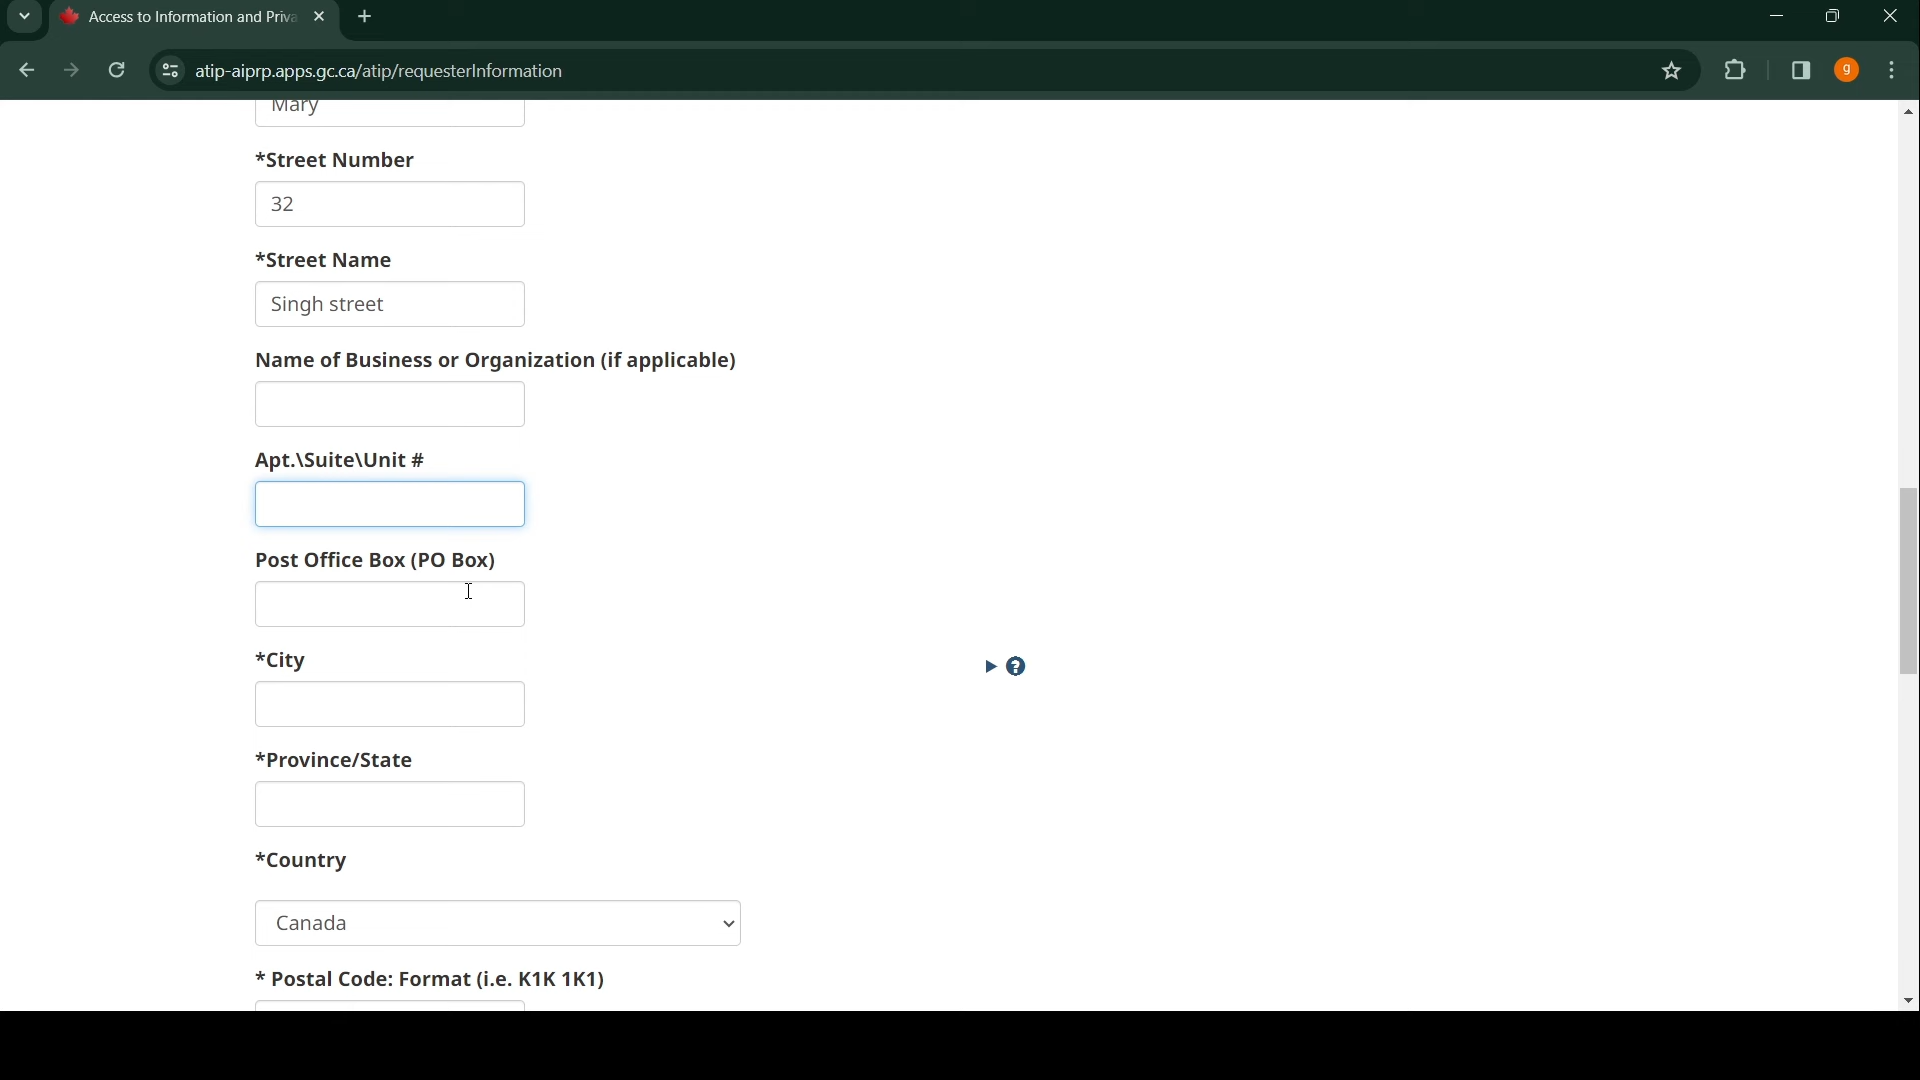 Access to Information and Priva
atip-aiprp.apps.gc.ca/atip/requesterInformation
g
Mary
*Street Number
32
*Street Name
Singh street
Name of Business or Organization (if applicable)
Apt.\Suite\Unit #
Post Office Box (PO Box)
*City
?
*Province/State
*Country
Canada
* Postal Code: Format (i.e. K1K 1K1)